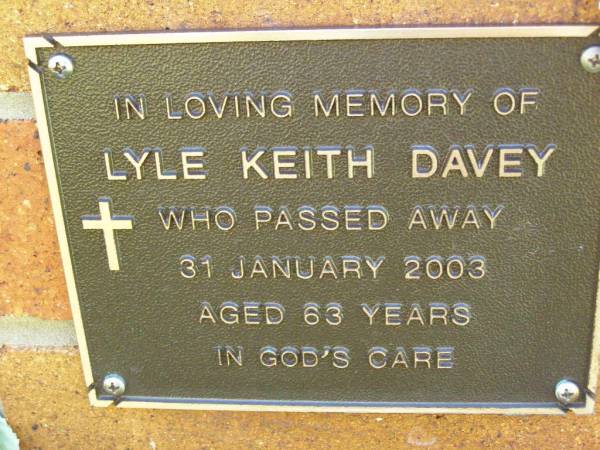 IN LOVING MEMORY OF
LYLE KEITH DAVEY
WHO PASSED AWAY
31 JANUARY 2003
AGED 63 YEARS
IN GOD'S CARE